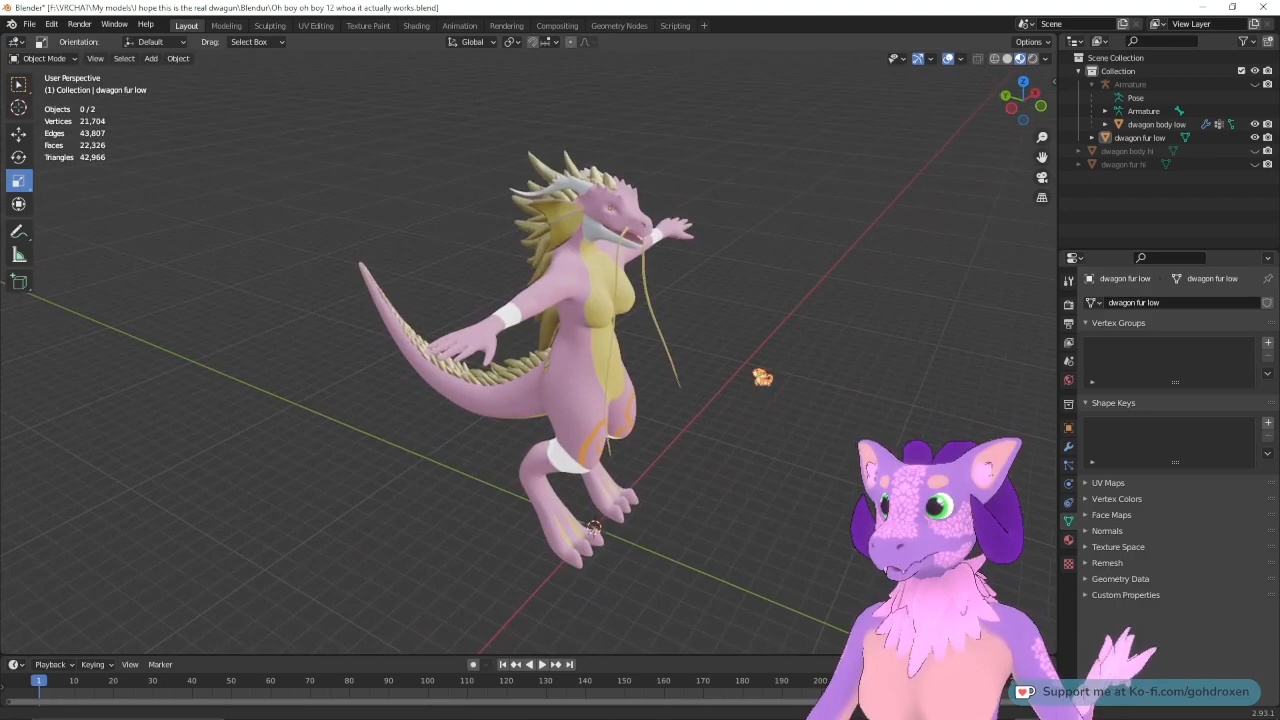 Blender* [F:\VRCHAT\My models\I hope this is the real dwagun\Blendur\Oh boy oh boy 12 whoa it actually works.blend]
File Edit Render Window Help Layout Modeling Sculpting UV Editing Texture Paint Shading Animation Rendering Compositing Geometry Nodes Scripting + Scene View Layer
Orientation: Default Drag: Select Box Global Options
Object Mode View Select Add Object
User Perspective
(1) Collection | dwagon fur low
Objects 0 / 2
Vertices 21,704
Edges 43,807
Faces 22,326
Triangles 42,966
Z
Y
X
Scene Collection
Collection
Armature
Pose
Armature
dwagon body low
dwagon fur low
dwagon body hi
dwagon fur hi
dwagon fur low dwagon fur low
dwagon fur low
Vertex Groups
Shape Keys
UV Maps
Vertex Colors
Face Maps
Normals
Texture Space
Remesh
Geometry Data
Custom Properties
Support me at Ko-fi.com/gohdroxen
Playback Keying View Marker
1 10 20 30 40 50 60 70 80 90 100 110 120 130 140 150 160 170 180 190 200
2.93.1